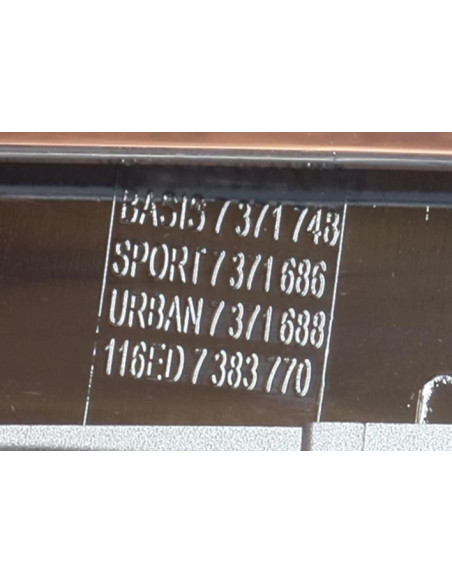 BASIS 7 371 748
SPORT 7 371 686
URBAN 7 371 688
116ED 7 383 770